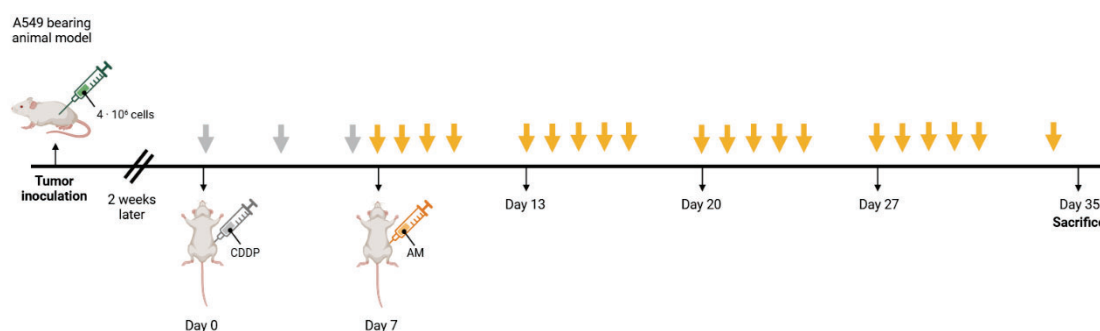 A549 bearing
animal model
4 · 10⁶ cells
Tumor
inoculation
2 weeks
later
CDDP
AM
Day 0
Day 7
Day 13
Day 20
Day 27
Day 35
Sacrifice